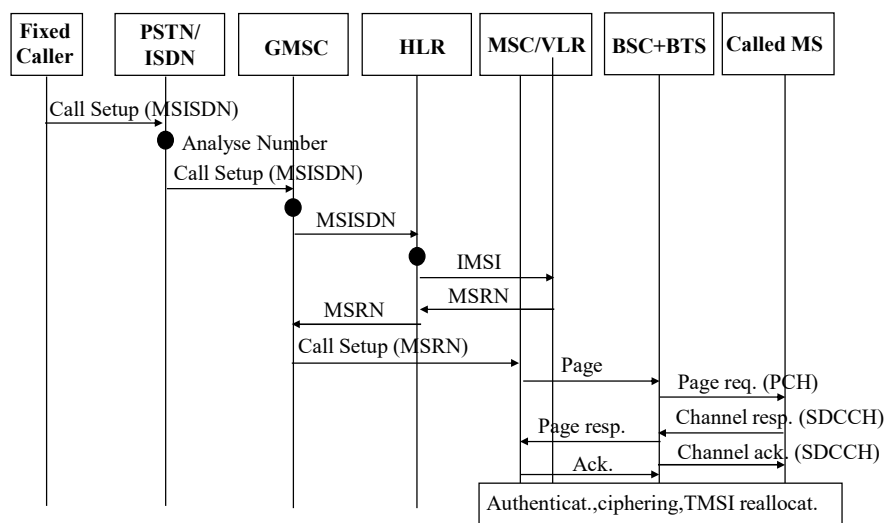 Fixed
Caller
PSTN/
ISDN
GMSC
HLR
MSC/VLR
BSC+BTS
Called MS
Call Setup (MSISDN)
Analyse Number
Call Setup (MSISDN)
MSISDN
IMSI
MSRN
MSRN
Call Setup (MSRN)
Page
Page req. (PCH)
Channel resp. (SDCCH)
Page resp.
Channel ack. (SDCCH)
Ack.
Authenticat.,ciphering,TMSI reallocat.